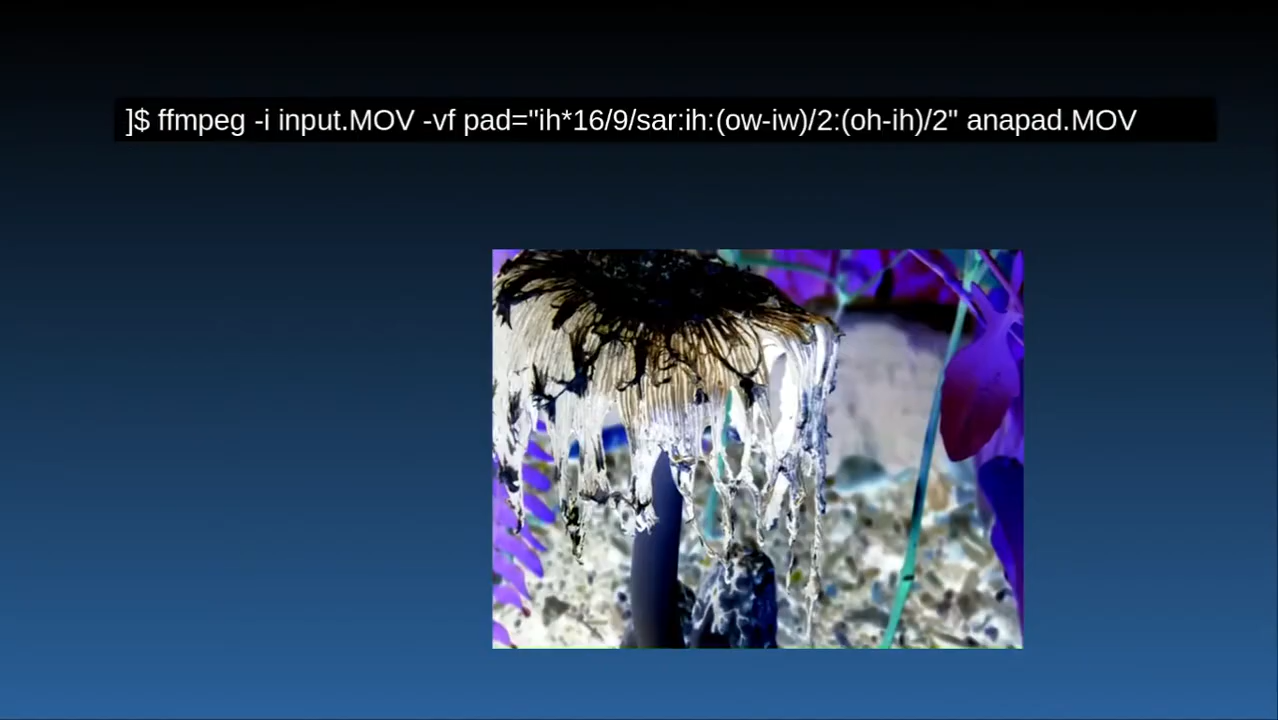 ]$ ffmpeg -i input.MOV -vf pad="ih*16/9/sar:ih:(ow-iw)/2:(oh-ih)/2" anapad.MOV